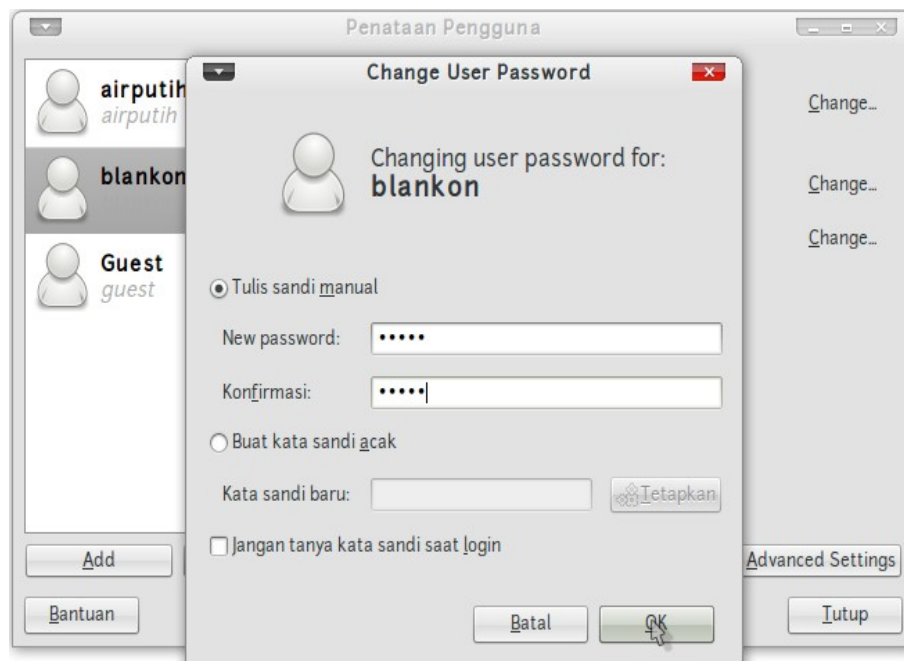 Penataan Pengguna
airputih
airputih
blankon
Guest
guest
Change...
Change...
Change...
Add
Advanced Settings
Bantuan
Tutup
Change User Password
Changing user password for:
blankon
Tulis sandi manual
New password: •••••
Konfirmasi: •••••
Buat kata sandi acak
Kata sandi baru:
Tetapkan
Jangan tanya kata sandi saat login
Batal
OK